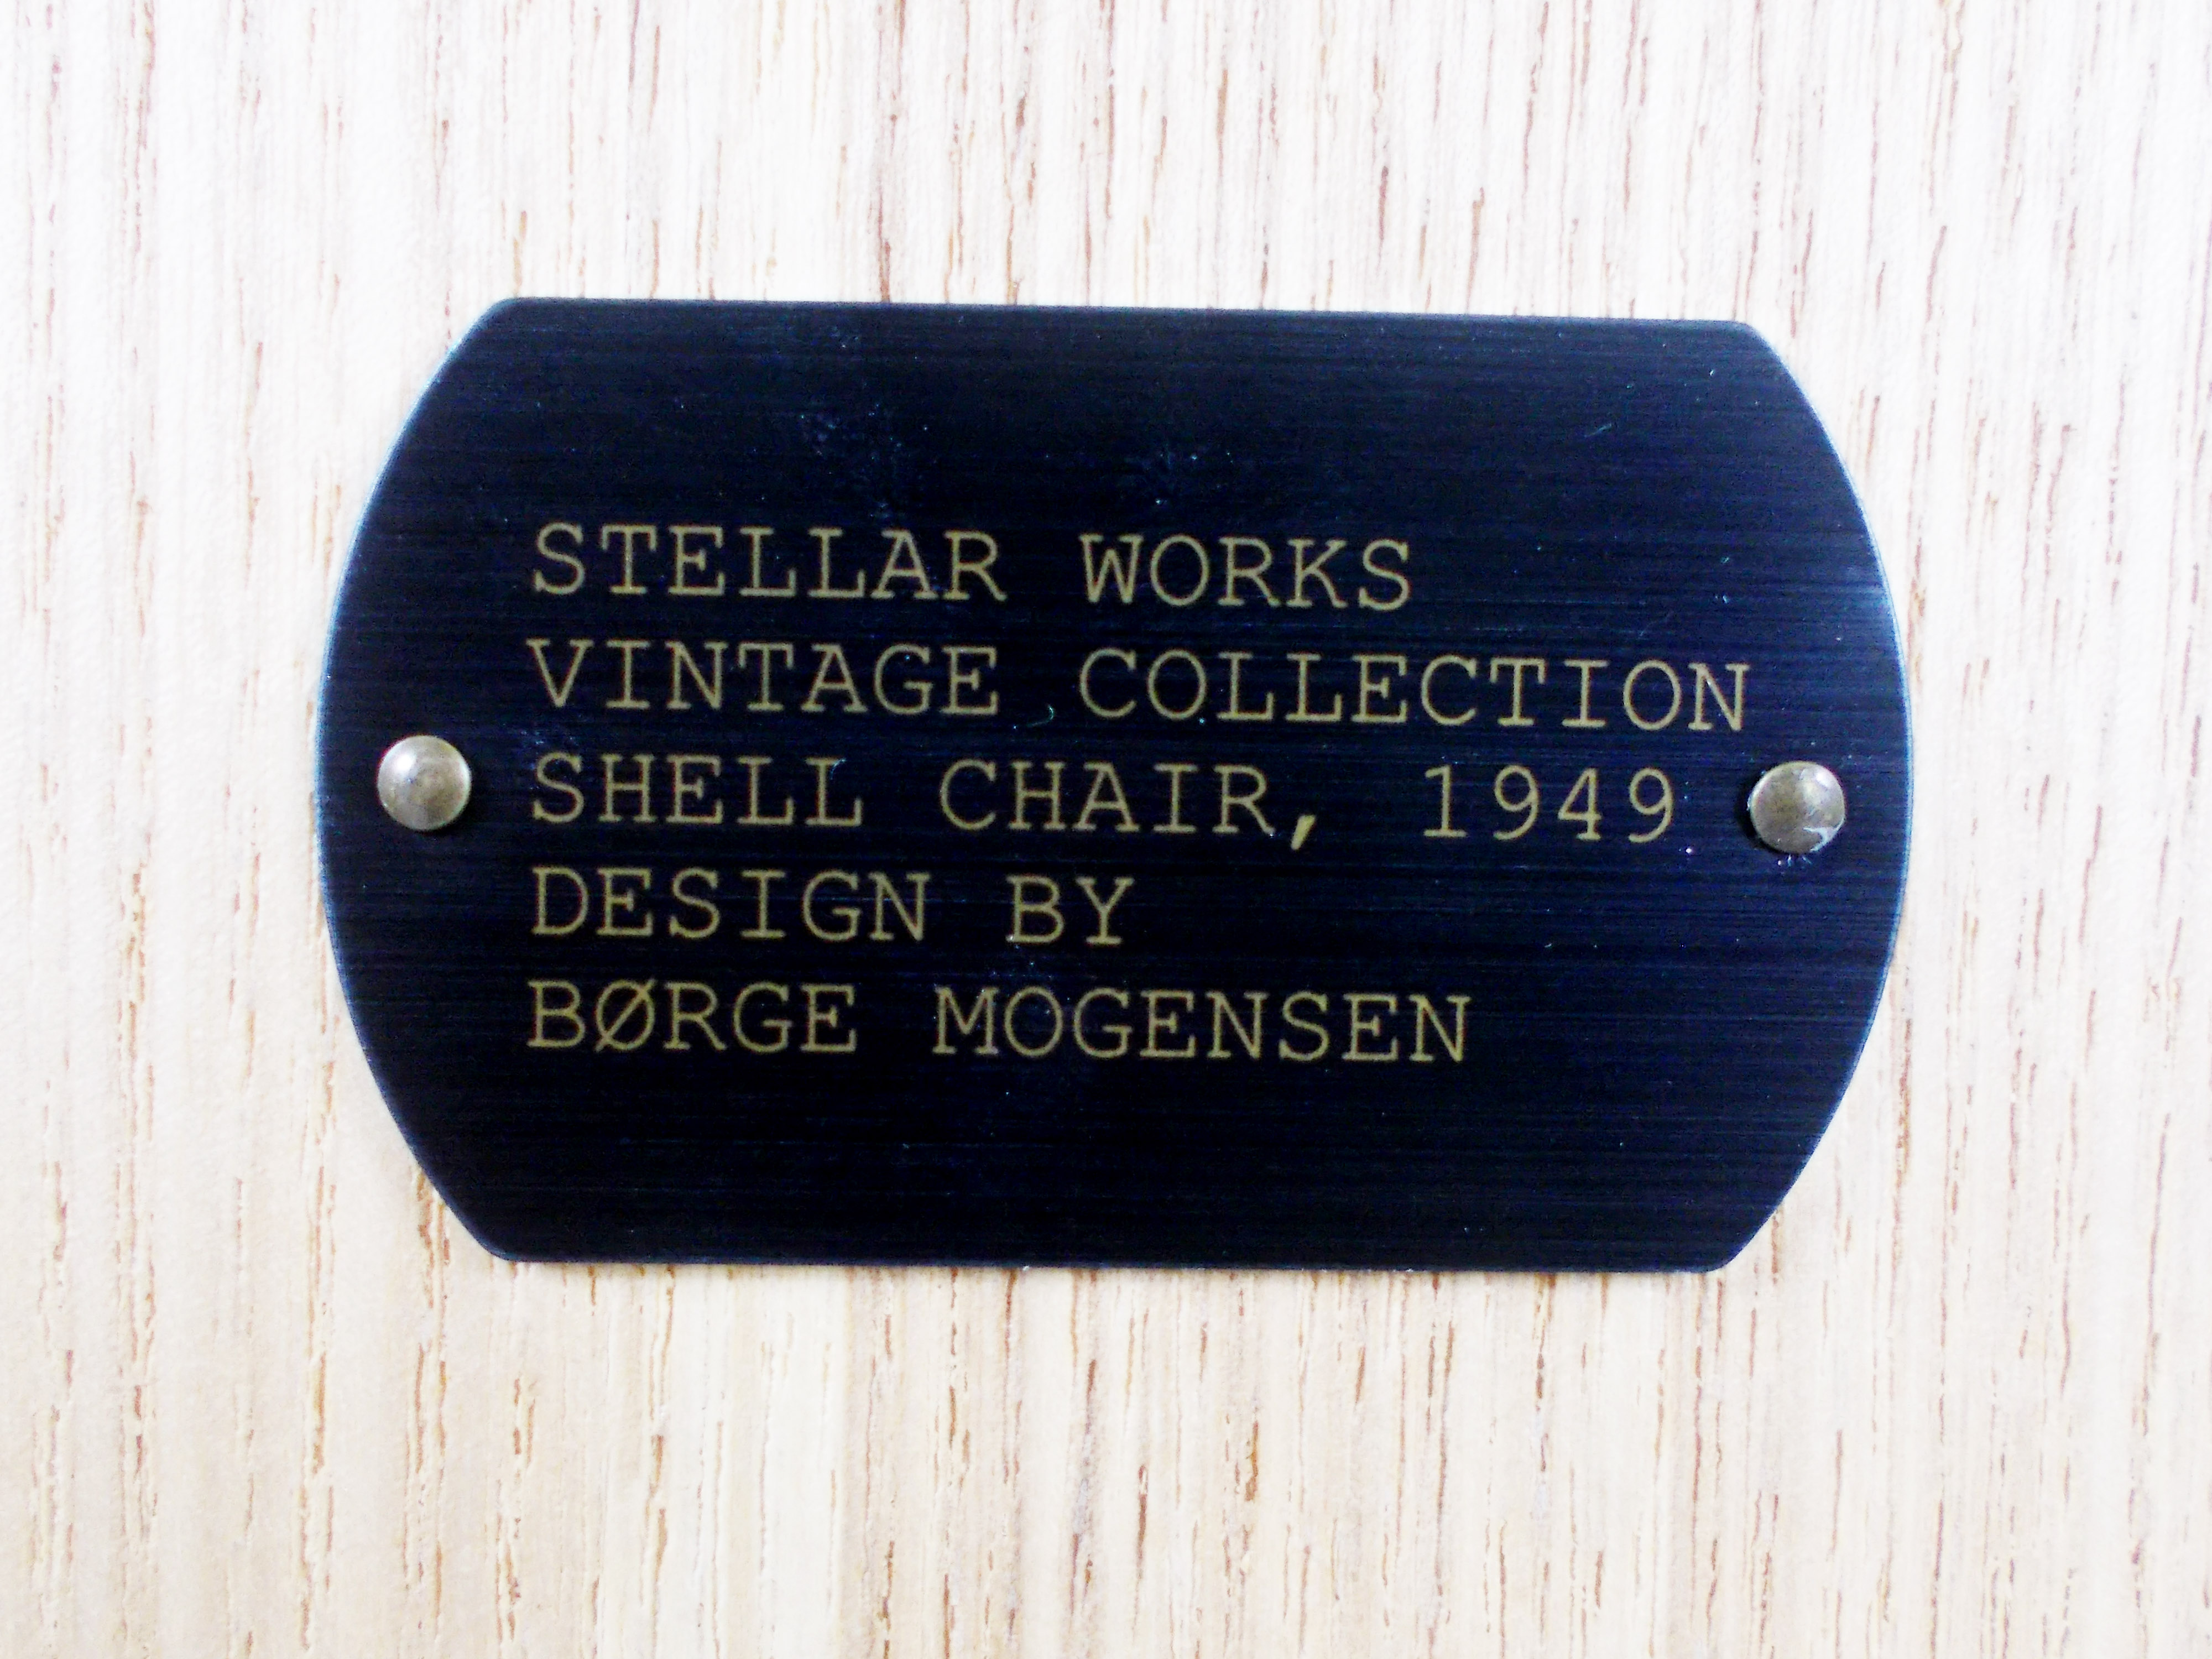 STELLAR WORKS
VINTAGE COLLECTION
SHELL CHAIR, 1949
DESIGN BY
BØRGE MOGENSEN